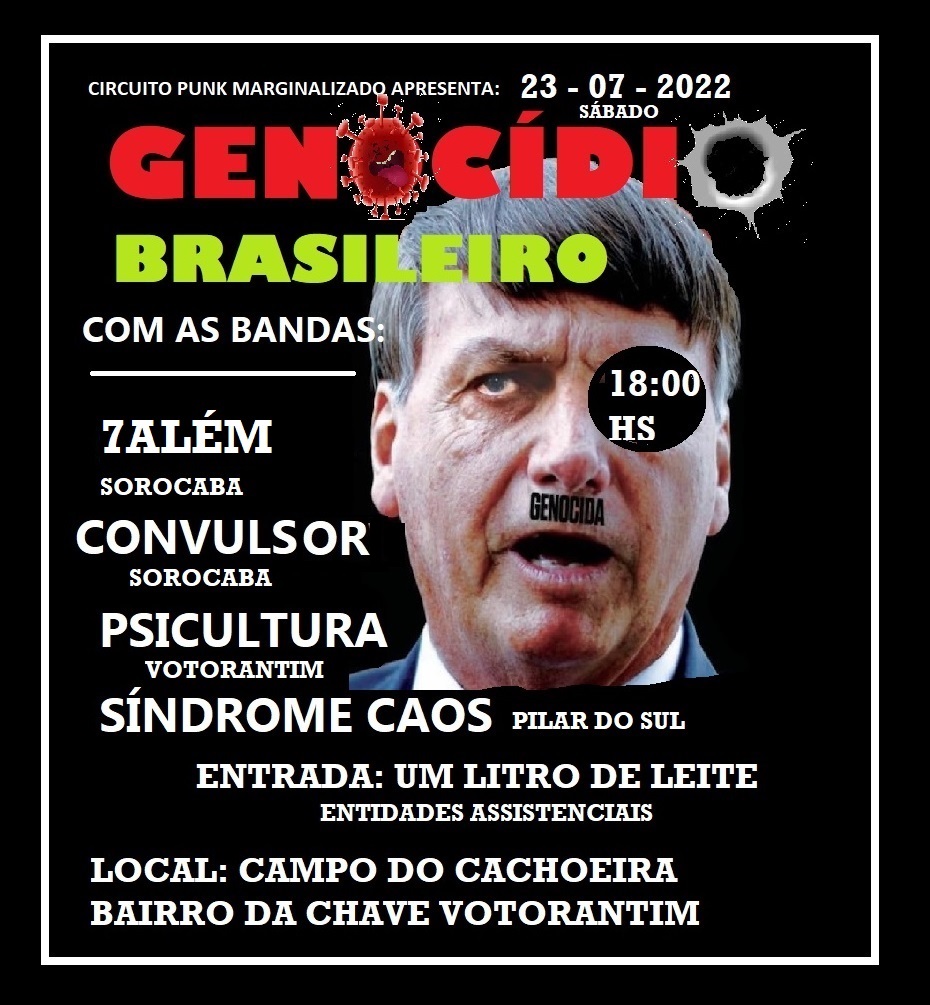 CIRCUITO PUNK MARGINALIZADO APRESENTA: 23 - 07 - 2022
SÁBADO
GENOCÍDIO
BRASILEIRO
COM AS BANDAS:
18:00
HS
7ALÉM
SOROCABA
GENOCIDA
CONVULSOR
SOROCABA
PSICULTURA
VOTORANTIM
SÍNDROME CAOS PILAR DO SUL
ENTRADA: UM LITRO DE LEITE
ENTIDADES ASSISTENCIAIS
LOCAL: CAMPO DO CACHOEIRA
BAIRRO DA CHAVE VOTORANTIM